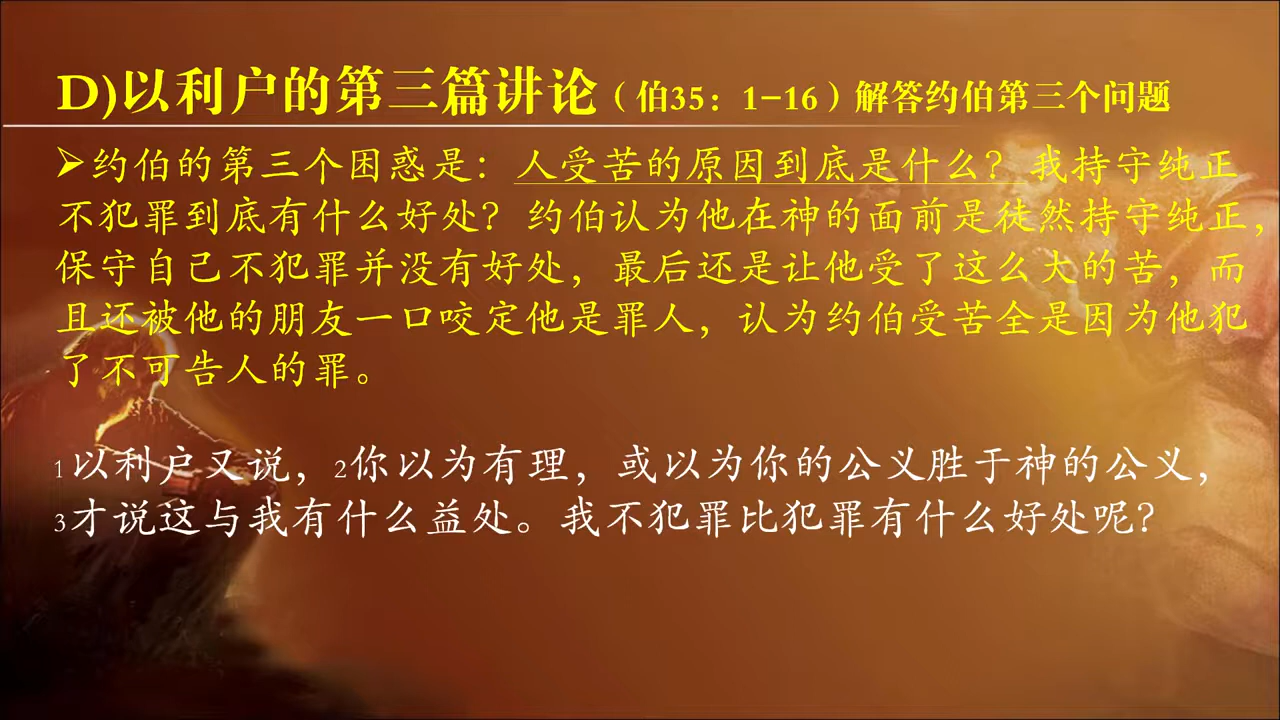 D)以利户的第三篇讲论（伯35：1-16）解答约伯第三个问题
➢约伯的第三个困惑是：人受苦的原因到底是什么？我持守纯正
不犯罪到底有什么好处？约伯认为他在神的面前是徒然持守纯正，
保守自己不犯罪并没有好处，最后还是让他受了这么大的苦，而
且还被他的朋友一口咬定他是罪人，认为约伯受苦全是因为他犯
了不可告人的罪。
1以利户又说，2你以为有理，或以为你的公义胜于神的公义，
3才说这与我有什么益处。我不犯罪比犯罪有什么好处呢？